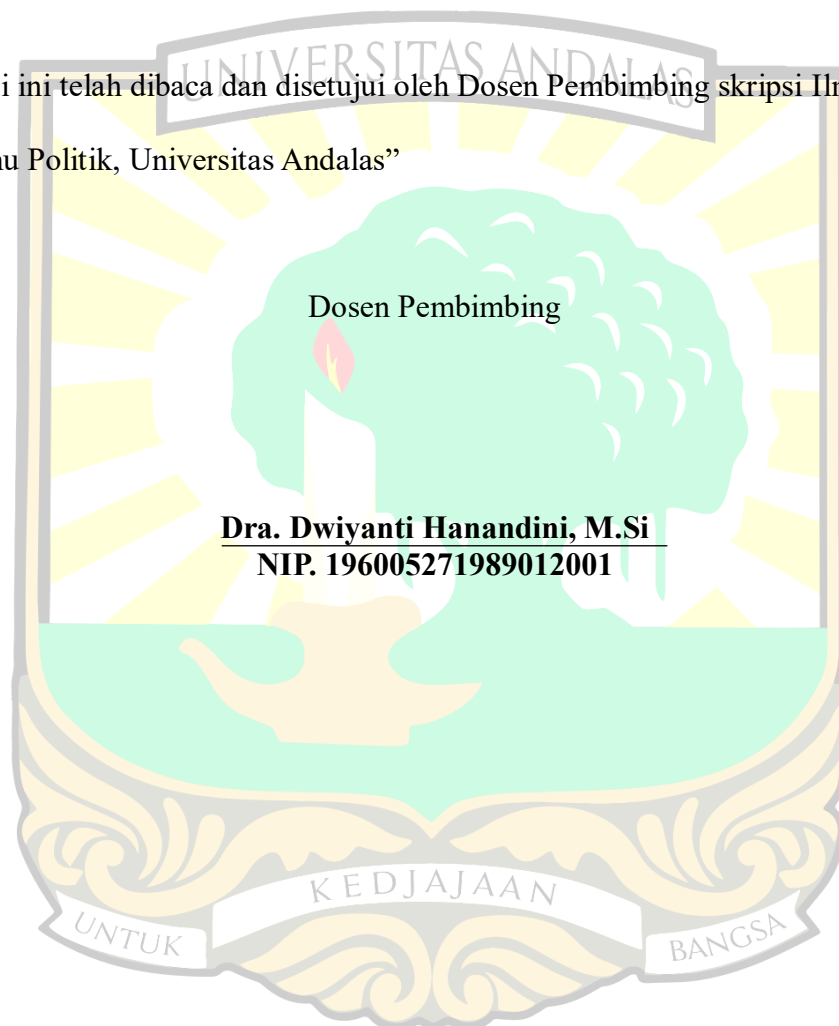 UNIVERSITAS ANDALAS
i ini telah dibaca dan disetujui oleh Dosen Pembimbing skripsi
Politik, Universitas Andalas”
Dosen Pembimbing
Dra. Dwiyanti Hanandini, M.Si
NIP. 196005271989012001
UNTUK KEDJAJAAN BANGSA